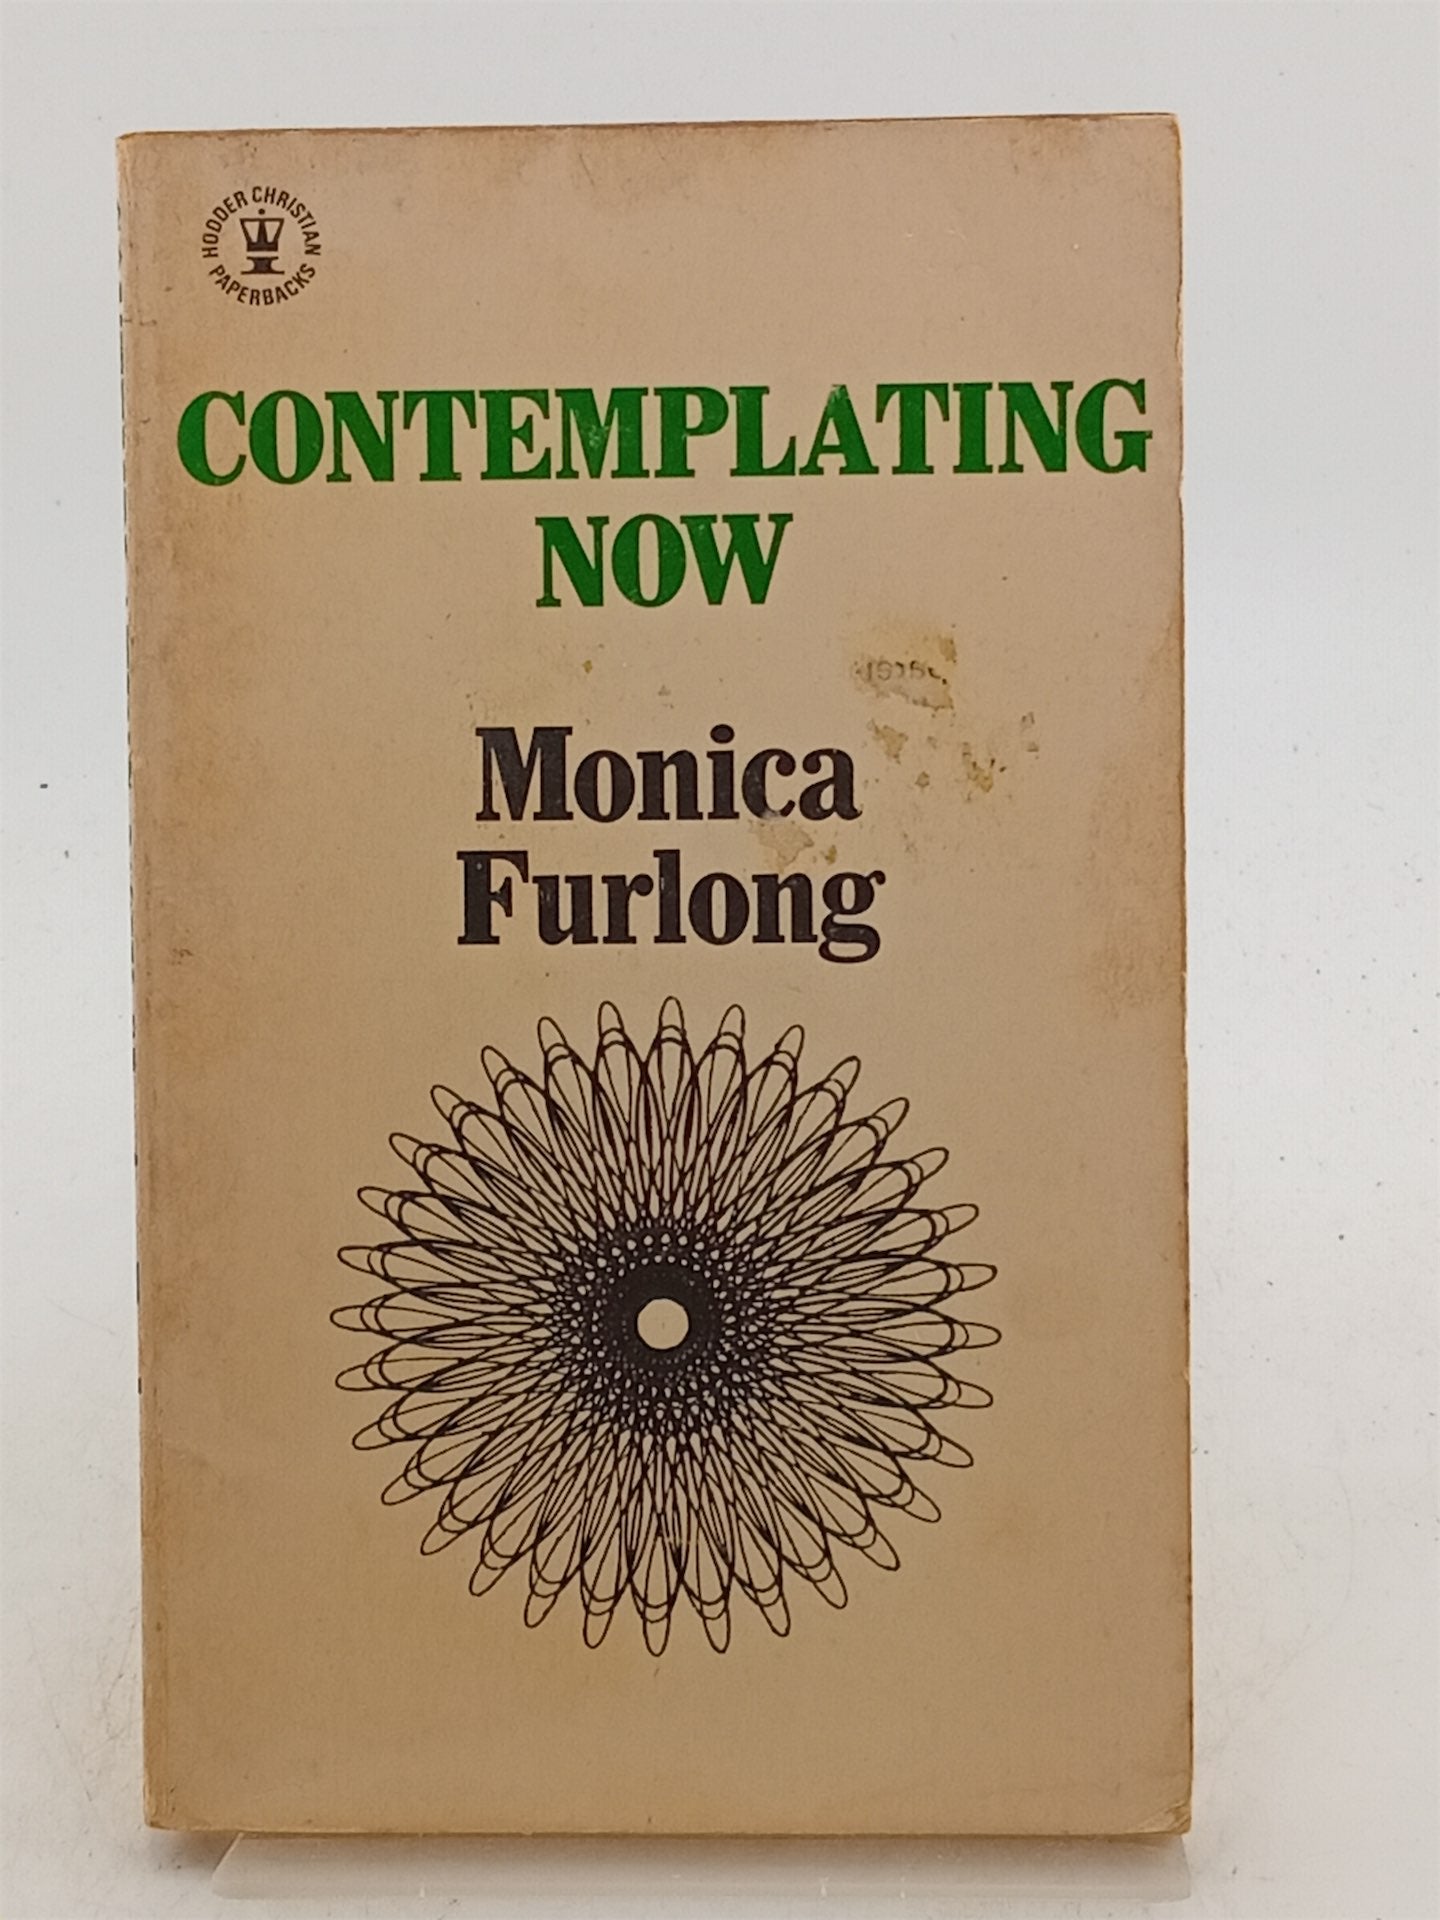 HODDER CHRISTIAN
PAPERBACKS
CONTEMPLATING
NOW
Monica
Furlong